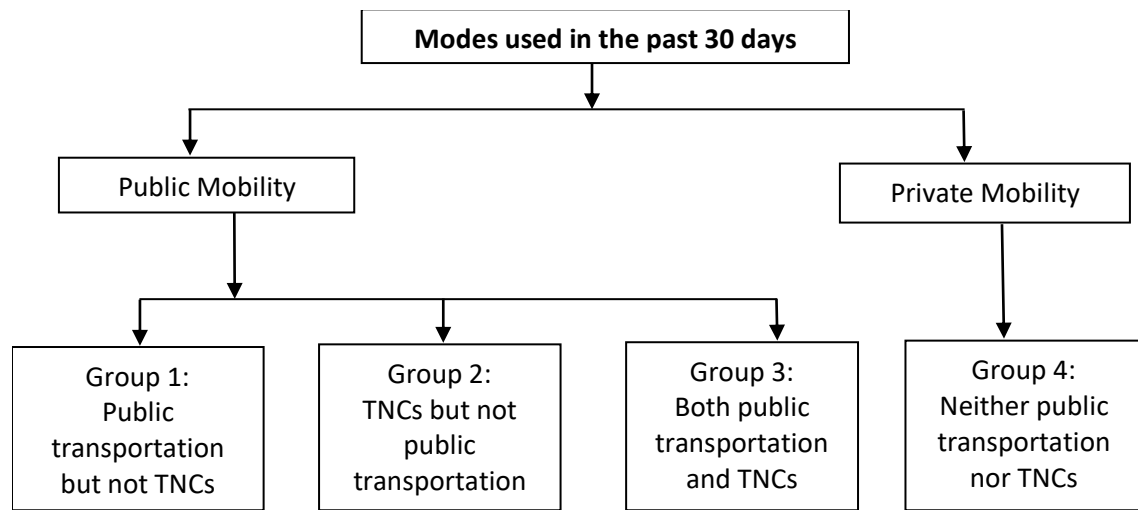 Modes used in the past 30 days
Public Mobility
Private Mobility
Group 1:
Public
transportation
but not TNCs
Group 2:
TNCs but not
public
transportation
Group 3:
Both public
transportation
and TNCs
Group 4:
Neither public
transportation
nor TNCs